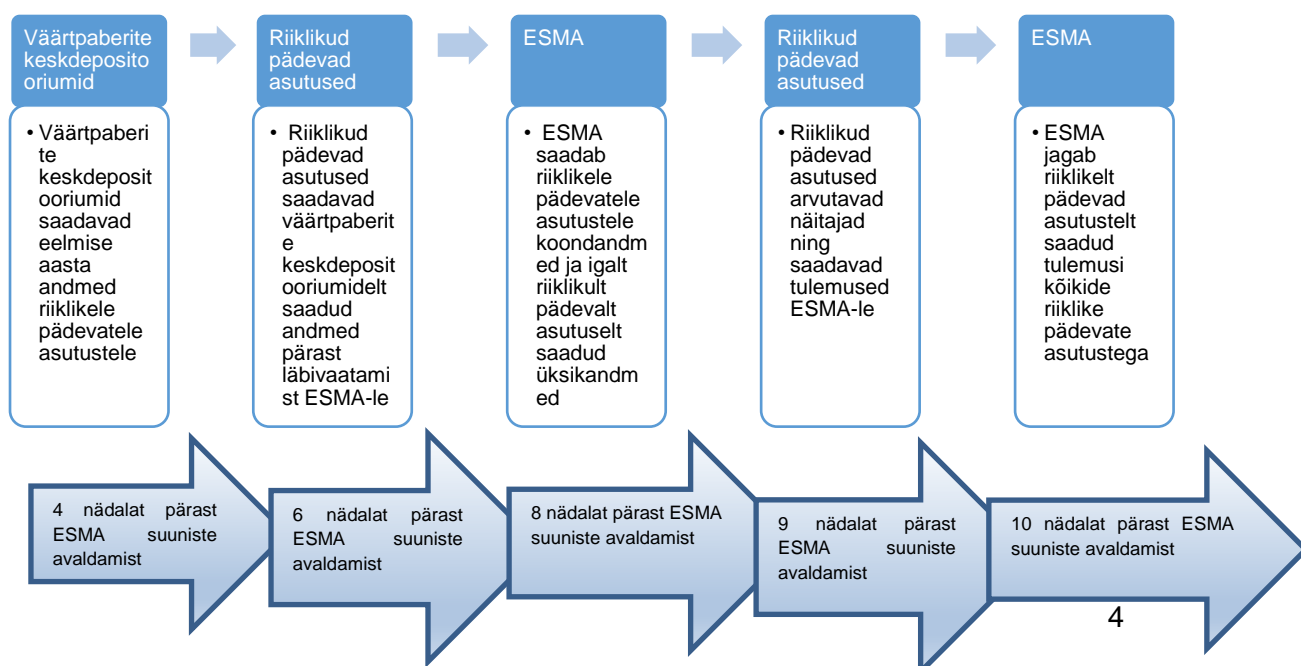 Väärtpaberite
keskdeposito
oriumid
Riiklikud
pädevad
asutused
ESMA
Riiklikud
pädevad
asutused
ESMA
• Väärtpaberi
te
keskdeposit
ooriumid
saadavad
eelmise
aasta
andmed
riiklikele
pädevatele
asutustele
• Riiklikud
pädevad
asutused
saadavad
väärtpaberit
e
keskdeposit
ooriumidelt
saadud
andmed
pärast
läbivaatami
st ESMA-le
• ESMA
saadab
riiklikele
pädevatele
asutustele
koondandm
ed ja igalt
riiklikult
pädevalt
asutuselt
saadud
üksikandm
ed
• Riiklikud
pädevad
asutused
arvutavad
näitajad
ning
saadavad
tulemused
ESMA-le
• ESMA
jagab
riiklikelt
pädevad
asutustelt
saadud
tulemusi
kõikide
riiklike
pädevate
asutustega
4 nädalat pärast
ESMA suuniste
avaldamist
6 nädalat pärast
ESMA suuniste
avaldamist
8 nädalat pärast ESMA
suuniste avaldamist
9 nädalat pärast
ESMA suuniste
avaldamist
10 nädalat pärast ESMA
suuniste avaldamist
4